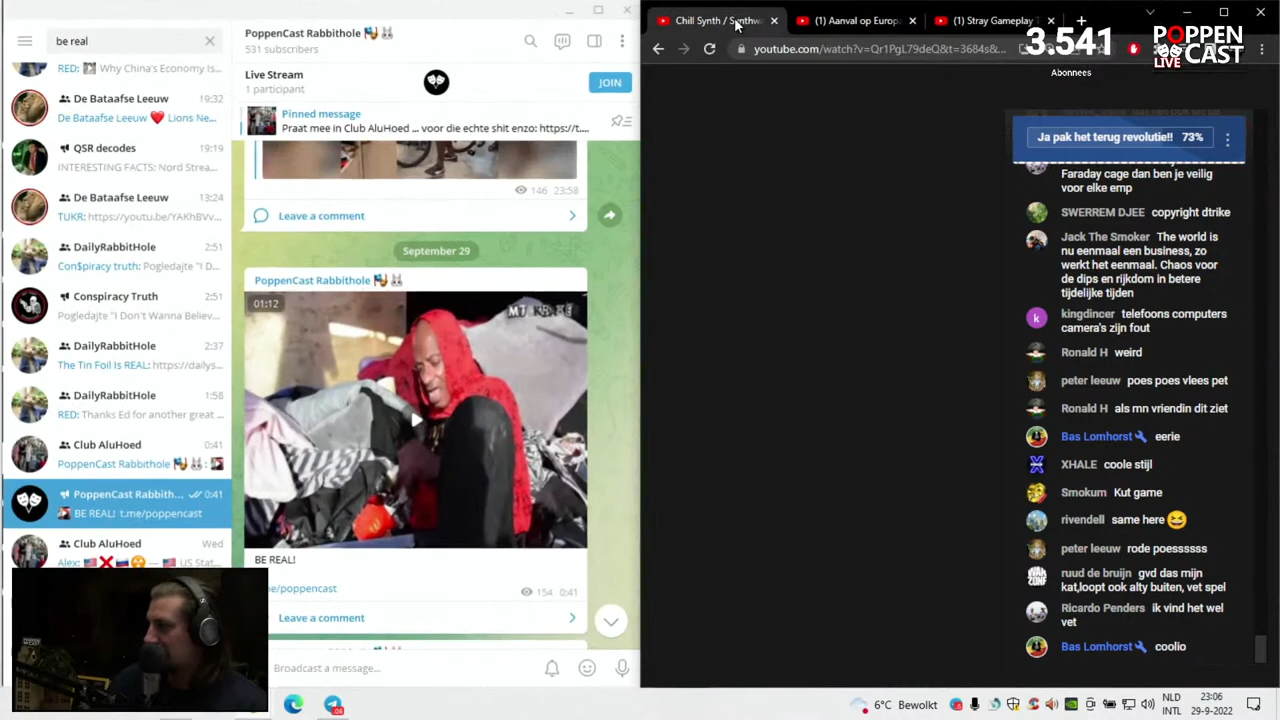 be real
RED: Why China's Economy Is...
De Bataafse Leeuw 19:32
De Bataafse Leeuw ❤️ Lions Ne...
QSR decodes 19:19
INTERESTING FACTS: Nord Strea...
De Bataafse Leeuw 13:24
TUKR: https://youtu.be/YAKhBVv...
DailyRabbitHole 2:51
Con$piracy truth: Pogledajte "I D...
Conspiracy Truth 2:51
Pogledajte "I Don't Wanna Believ...
DailyRabbitHole 2:37
The Tin Foil Is REAL: https://dailys...
DailyRabbitHole 1:58
RED: Thanks Ed for another great ...
Club AluHoed 0:41
PoppenCast Rabbithole :
PoppenCast Rabbith... 0:41
BE REAL! t.me/poppencast
Club AluHoed Wed
Alex: 🇺🇸❌🇷🇺 — 🇺🇸 US Stat...
PoppenCast Rabbithole
531 subscribers
Live Stream
1 participant
JOIN
Pinned message
Praat mee in Club AluHoed ... voor die echte shit enzo: https://t....
146 23:58
Leave a comment
September 29
PoppenCast Rabbithole
01:12
BE REAL!
e/poppencast
154 0:41
Leave a comment
Broadcast a message...
Chill Synth / S
(1) Aanval op Europa
(1) Stray Gameplay T
youtube.com/watch?v=Qr1PgL79deQ&t=3684s&...
3.541
Abonnees
POPPEN
LIVE CAST
Ja pak het terug revolutie!! 73%
Faraday cage dan ben je veilig
voor elke emp
SWERREM DJEE copyright dtrike
Jack The Smoker The world is
nu eenmaal een business, zo
werkt het eenmaal. Chaos voor
de dips en rijkdom in betere
tijdelijke tijden
kingdincer telefoons computers
camera's zijn fout
Ronald H weird
peter leeuw poes poes vlees pet
Ronald H als mn vriendin dit ziet
Bas Lomhorst eerie
XHALE coole stijl
Smokum Kut game
rivendell same here 😆
peter leeuw rode poesssss
ruud de bruijn avd das mijn
kat,loopt ook als buiten, vet spel
Ricardo Penders ik vind het wel
vet
Bas Lomhorst coolio
6°C Bewolkt
NLD
INTL
23:06
29-9-2022